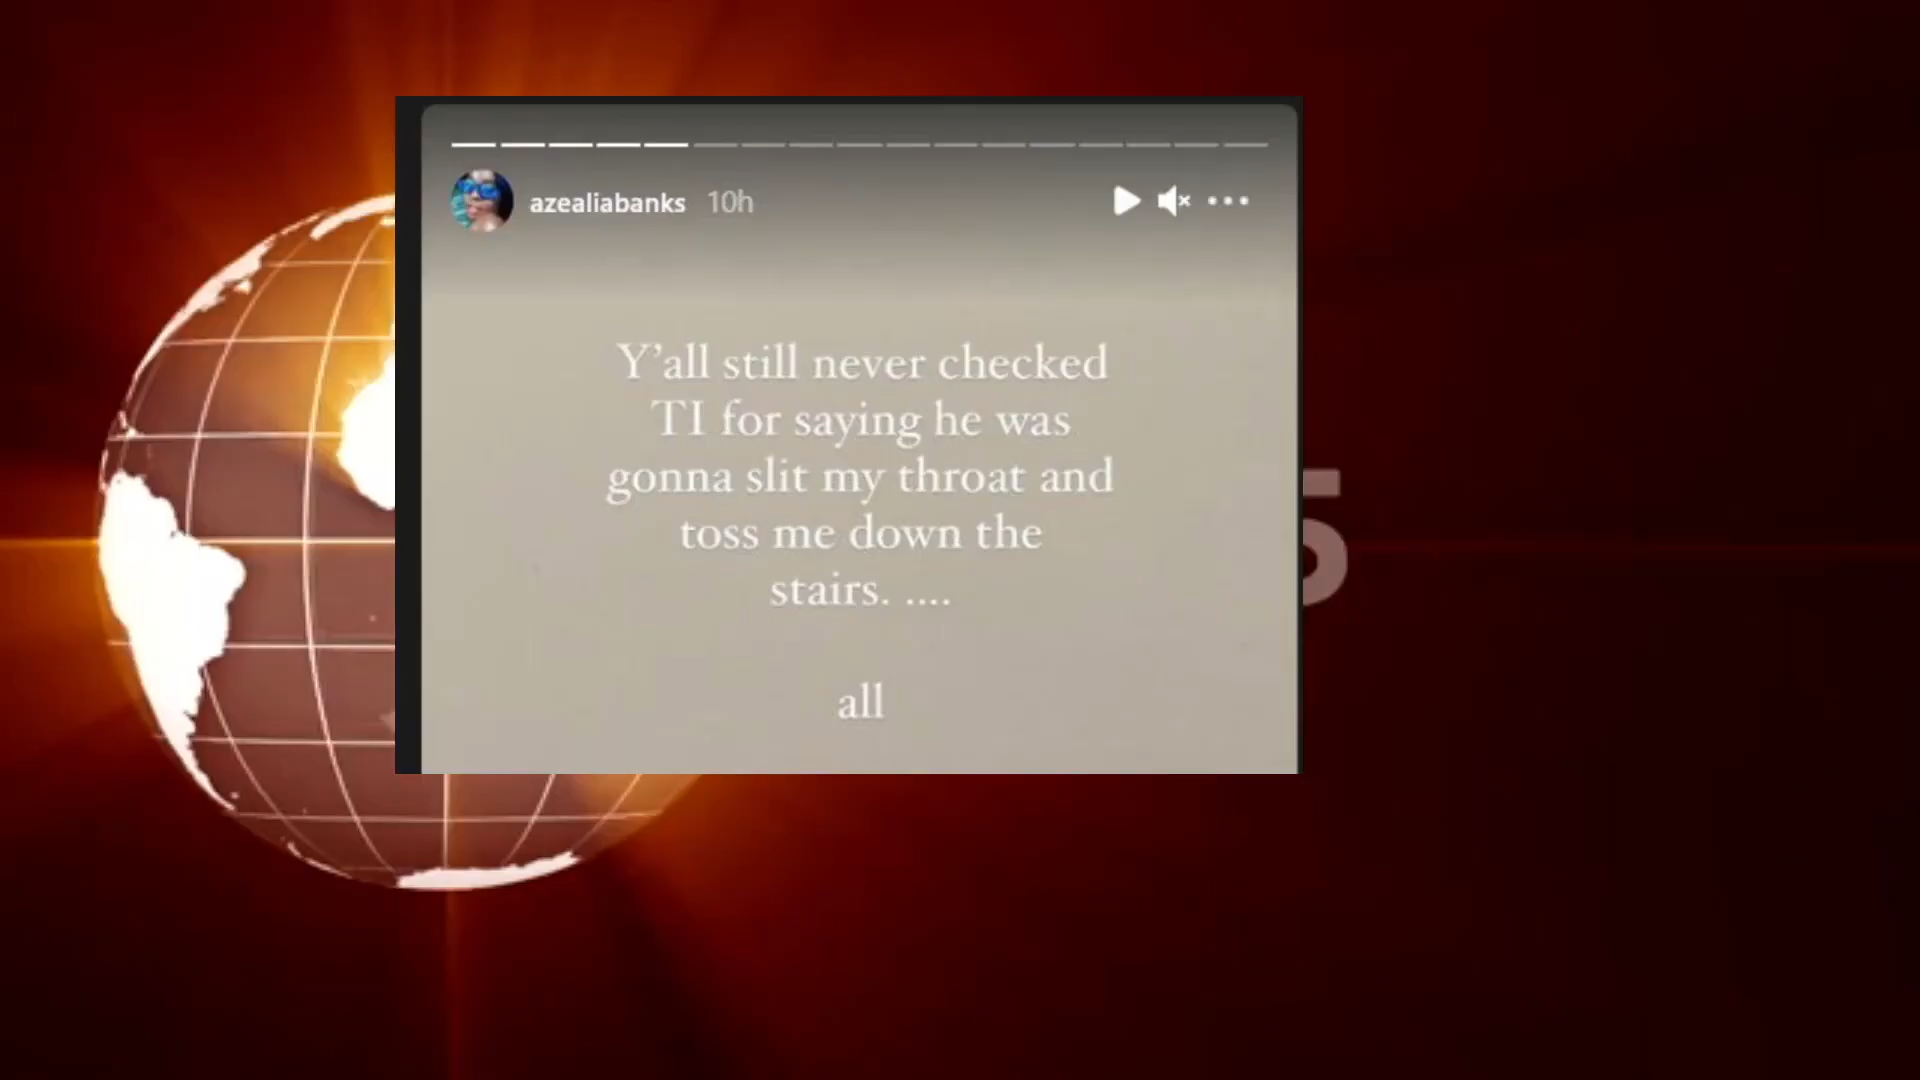 azealiabanks 10h
Y'all still never checked
TI for saying he was
gonna slit my throat and
toss me down the
stairs. ....
all
5